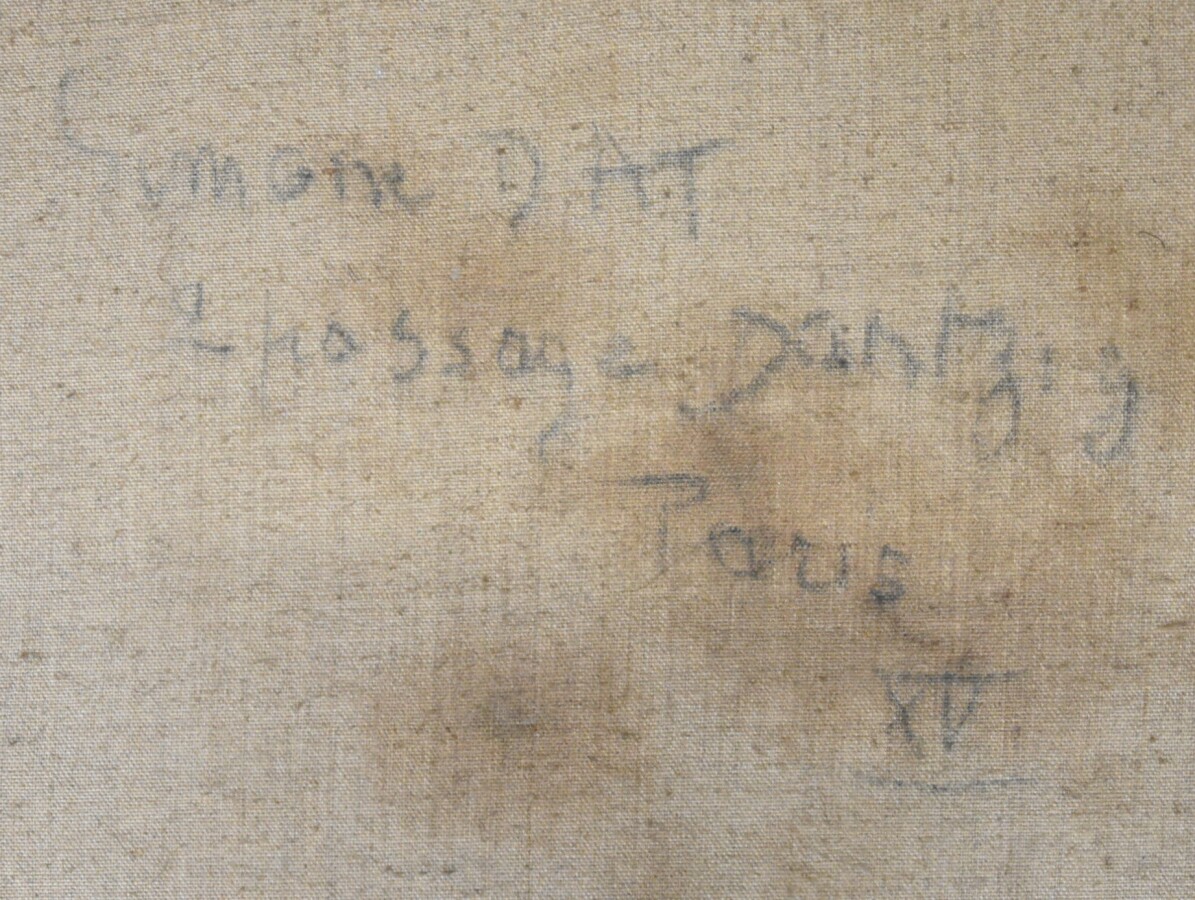 Simone DAT
2 passage Dantzig
Paris
XV